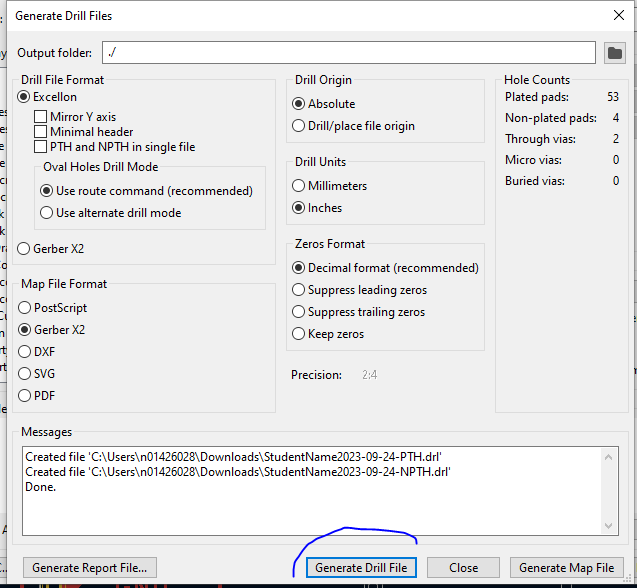 Generate Drill Files
Output folder: ./
Drill File Format
Excellon
Mirror Y axis
Minimal header
PTH and NPTH in single file
Oval Holes Drill Mode
Use route command (recommended)
Use alternate drill mode
Gerber X2
Map File Format
PostScript
Gerber X2
DXF
SVG
PDF
Drill Origin
Absolute
Drill/place file origin
Drill Units
Millimeters
Inches
Zeros Format
Decimal format (recommended)
Suppress leading zeros
Suppress trailing zeros
Keep zeros
Precision: 2:4
Hole Counts
Plated pads: 53
Non-plated pads: 4
Through vias: 2
Micro vias: 0
Buried vias: 0
Messages
Created file 'C:\Users\n01426028\Downloads\StudentName2023-09-24-PTH.drl'
Created file 'C:\Users\n01426028\Downloads\StudentName2023-09-24-NPTH.drl'
Done.
Generate Report File... Generate Drill File Close Generate Map File